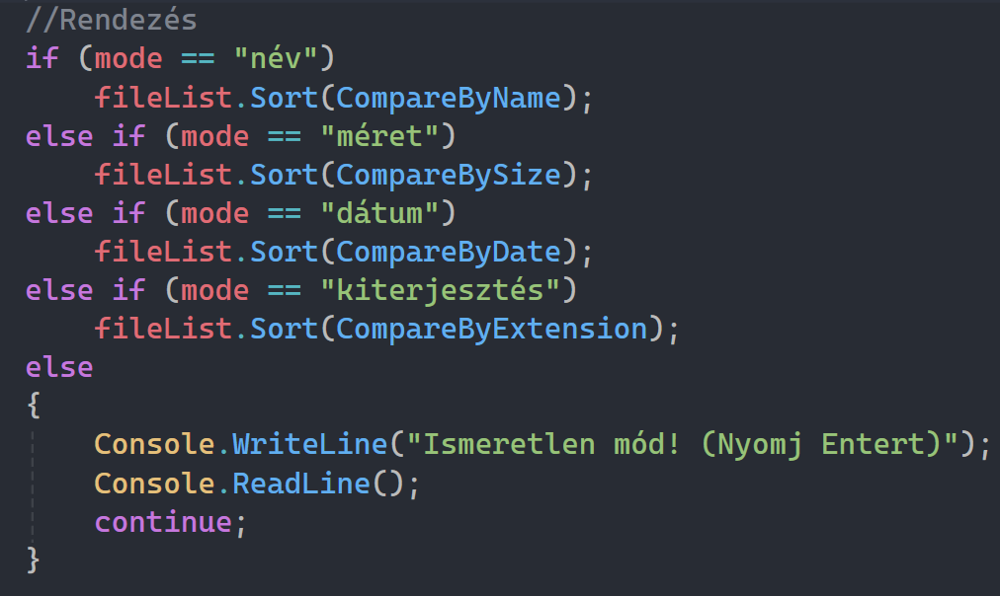 //Rendezés
if (mode == "név")
    fileList.Sort(CompareByName);
else if (mode == "méret")
    fileList.Sort(CompareBySize);
else if (mode == "dátum")
    fileList.Sort(CompareByDate);
else if (mode == "kiterjesztés")
    fileList.Sort(CompareByExtension);
else
{
    Console.WriteLine("Ismeretlen mód! (Nyomj Entert)");
    Console.ReadLine();
    continue;
}